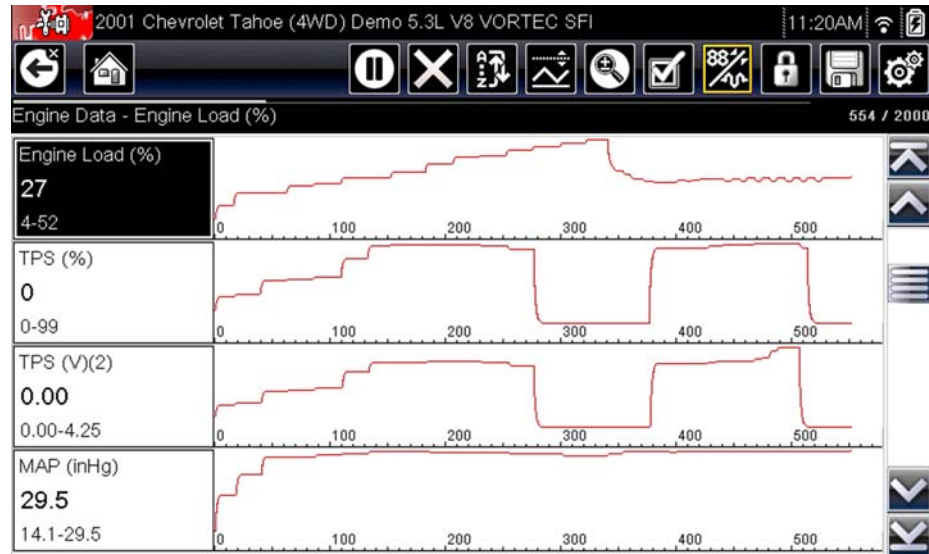 2001 Chevrolet Tahoe (4WD) Demo 5.3L V8 VORTEC SFI 11:20AM
A
Z
88
Engine Data - Engine Load (%) 554 / 2000
Engine Load (%)
27
4-52
0 100 200 300 400 500
TPS (%)
0
0-99
0 100 200 300 400 500
TPS (V)(2)
0.00
0.00-4.25
0 100 200 300 400 500
MAP (inHg)
29.5
14.1-29.5
0 100 200 300 400 500